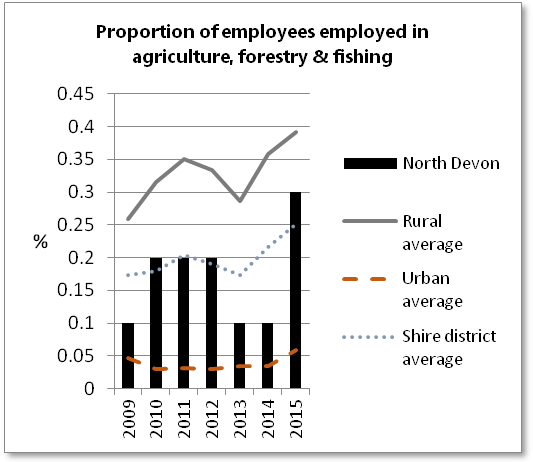 Proportion of employees employed in
agriculture, forestry & fishing
0.45
0.4
0.35
0.3
0.25
0.2
0.15
0.1
0.05
0
%
2009
2010
2011
2012
2013
2014
2015
North Devon
Rural
average
Urban
average
Shire district
average